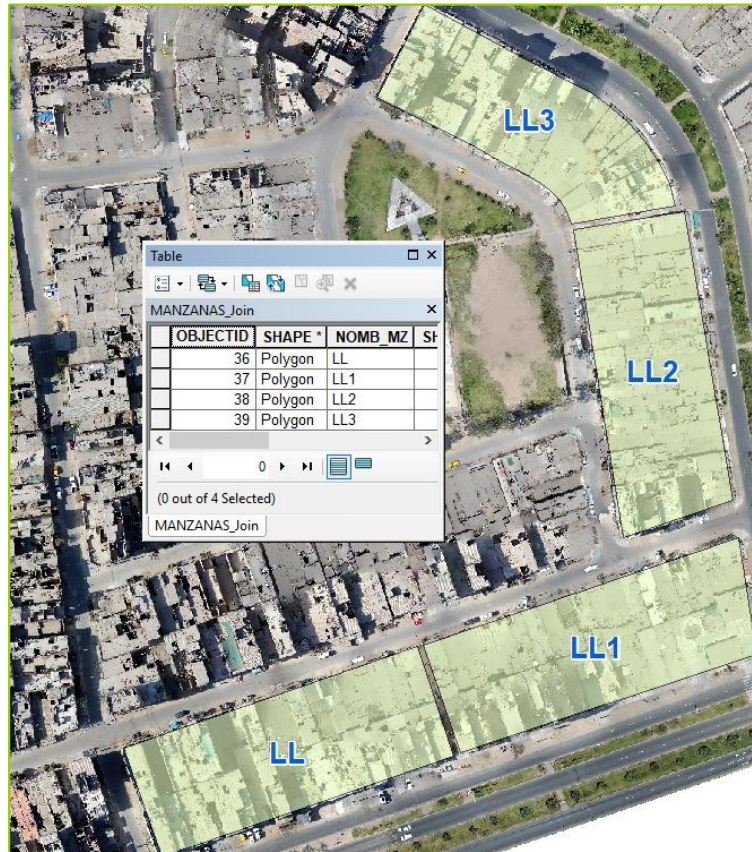 LL3
Table
MANZANAS_Join
OBJECTID SHAPE * NOMB_MZ SH
36 Polygon LL
37 Polygon LL1
38 Polygon LL2
39 Polygon LL3
0
(0 out of 4 Selected)
MANZANAS_Join
LL2
LL1
LL